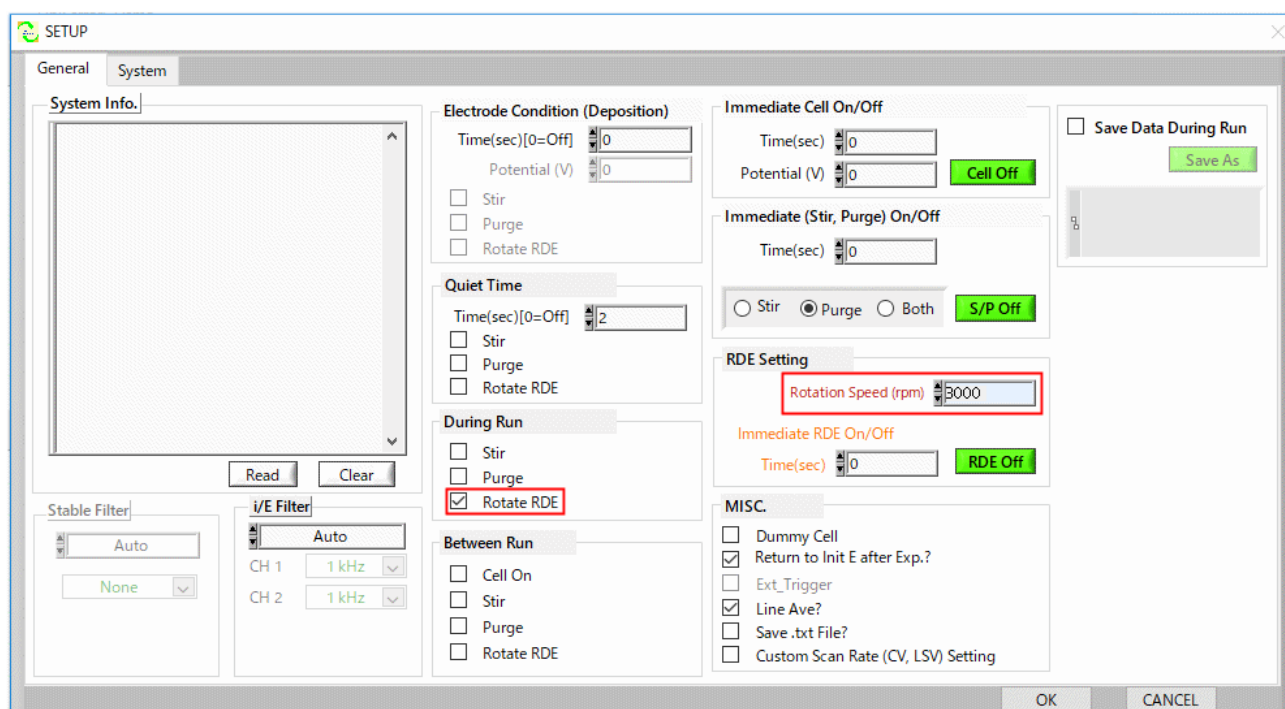 SETUP
General
System
System Info.
Read
Clear
Stable Filter
Auto
None
i/E Filter
Auto
CH 1
1 kHz
CH 2
1 kHz
Electrode Condition (Deposition)
Time(sec)[0=Off]
0
Potential (V)
0
Stir
Purge
Rotate RDE
Quiet Time
Time(sec)[0=Off]
2
Stir
Purge
Rotate RDE
During Run
Stir
Purge
Rotate RDE
Between Run
Cell On
Stir
Purge
Rotate RDE
Immediate Cell On/Off
Time(sec)
0
Potential (V)
0
Cell Off
Immediate (Stir, Purge) On/Off
Time(sec)
0
Stir
Purge
Both
S/P Off
RDE Setting
Rotation Speed (rpm)
3000
Immediate RDE On/Off
Time(sec)
0
RDE Off
MISC.
Dummy Cell
Return to Init E after Exp.?
Ext_Trigger
Line Ave?
Save .txt File?
Custom Scan Rate (CV, LSV) Setting
Save Data During Run
Save As
OK
CANCEL